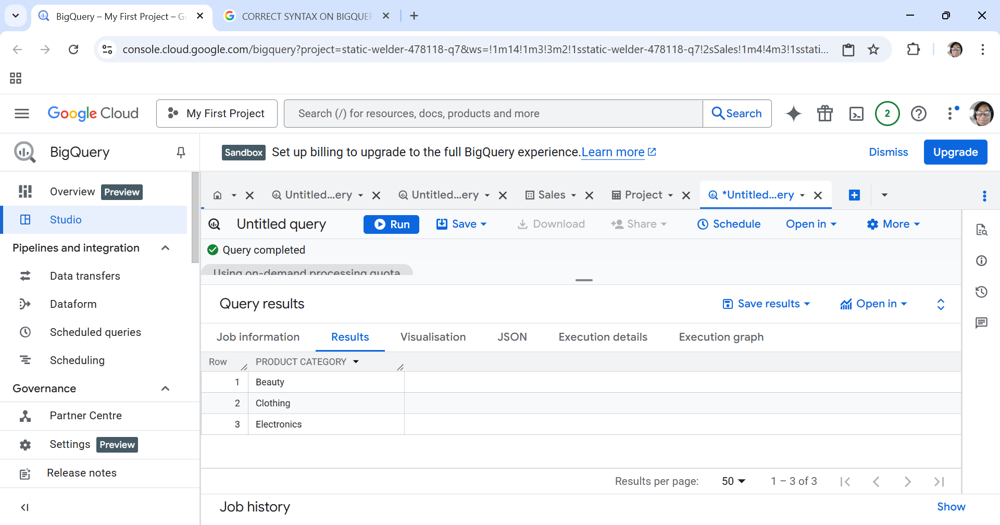 BigQuery – My First Project – Go
CORRECT SYNTAX ON BIGQUER
console.cloud.google.com/bigquery?project=static-welder-478118-q7&ws=!1m14!1m3!3m2!1sstatic-welder-478118-q7!2sSales!1m4!4m3!1sstati...
Google Cloud
My First Project
Search (/) for resources, docs, products and more
Search
2
BigQuery
Sandbox Set up billing to upgrade to the full BigQuery experience. Learn more
Dismiss
Upgrade
Overview Preview
Studio
Pipelines and integration
Data transfers
Dataform
Scheduled queries
Scheduling
Governance
Partner Centre
Settings Preview
Release notes
Untitled...ery
Untitled...ery
Sales
Project
*Untitled...ery
Untitled query
Run
Save
Download
Share
Schedule
Open in
More
Query completed
Using on-demand processing quota
Query results
Save results
Open in
Job information
Results
Visualisation
JSON
Execution details
Execution graph
Row PRODUCT CATEGORY
1 Beauty
2 Clothing
3 Electronics
Results per page: 50 1 – 3 of 3
Job history
Show